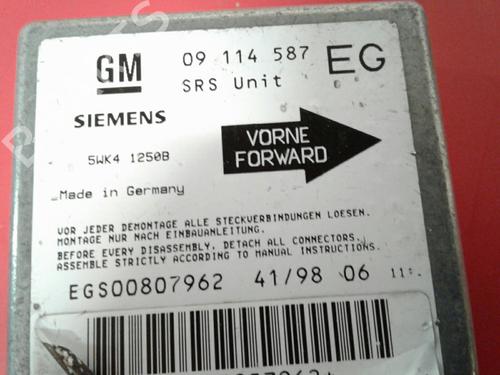 GM
09 114 587 EG
SRS Unit
SIEMENS
5WK4 1250B
VORNE
FORWARD
Made in Germany
VOR JEDER DEMONTAGE ALLE STECKVERBINDUNGEN LOESEN.
MONTAGE NUR NACH EINBAUANLEITUNG.
BEFORE EVERY DISASSEMBLY, DETACH ALL CONNECTORS.
ASSEMBLE STRICTLY ACCORDING TO MANUAL INSTRUCTIONS.
EGS00807962 41/98 06